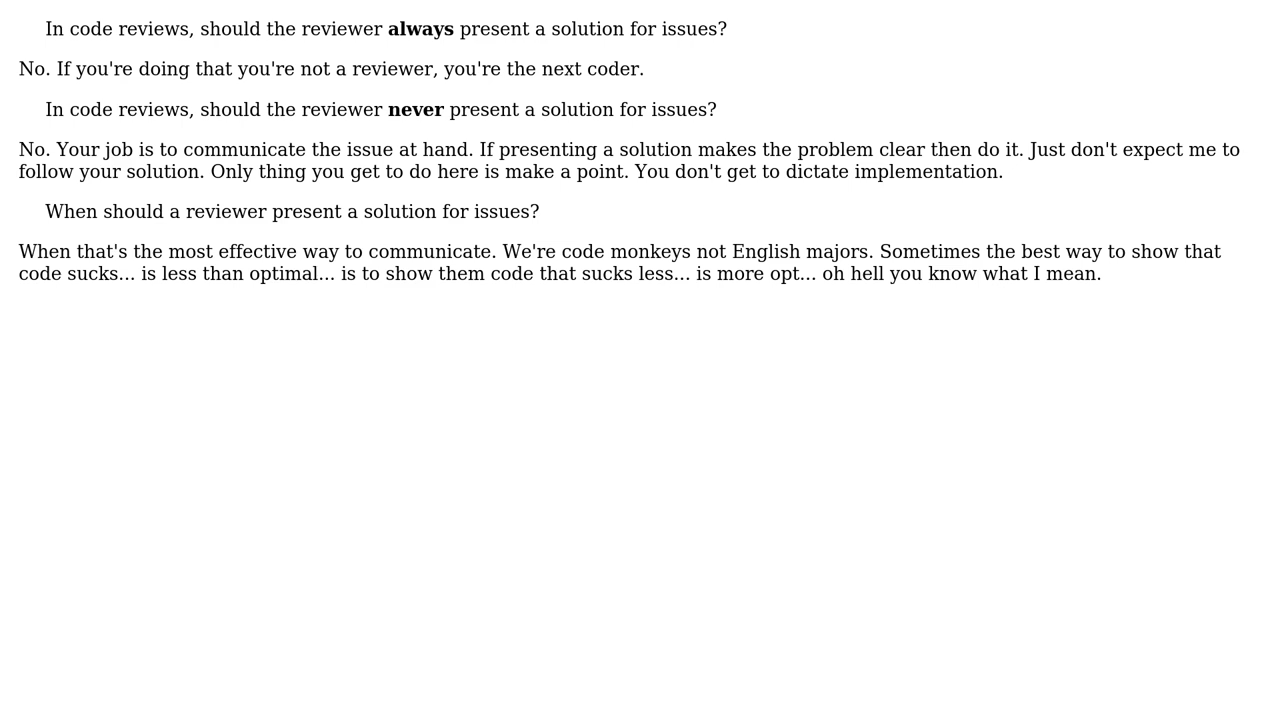 In code reviews, should the reviewer always present a solution for issues?
No. If you're doing that you're not a reviewer, you're the next coder.
In code reviews, should the reviewer never present a solution for issues?
No. Your job is to communicate the issue at hand. If presenting a solution makes the problem clear then do it. Just don't expect me to
follow your solution. Only thing you get to do here is make a point. You don't get to dictate implementation.
When should a reviewer present a solution for issues?
When that's the most effective way to communicate. We're code monkeys not English majors. Sometimes the best way to show that
code sucks... is less than optimal... is to show them code that sucks less... is more opt... oh hell you know what I mean.